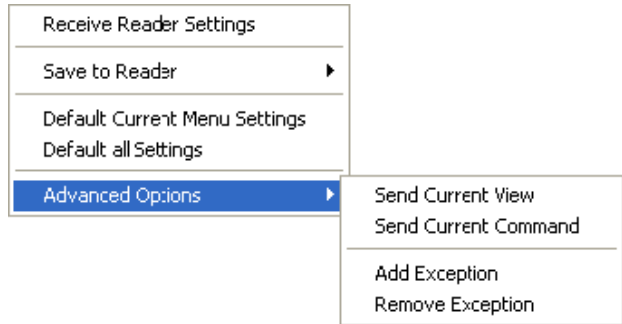 Receive Reader Settings
Save to Reader
Default Current Menu Settings
Default all Settings
Advanced Options
Send Current View
Send Current Command
Add Exception
Remove Exception